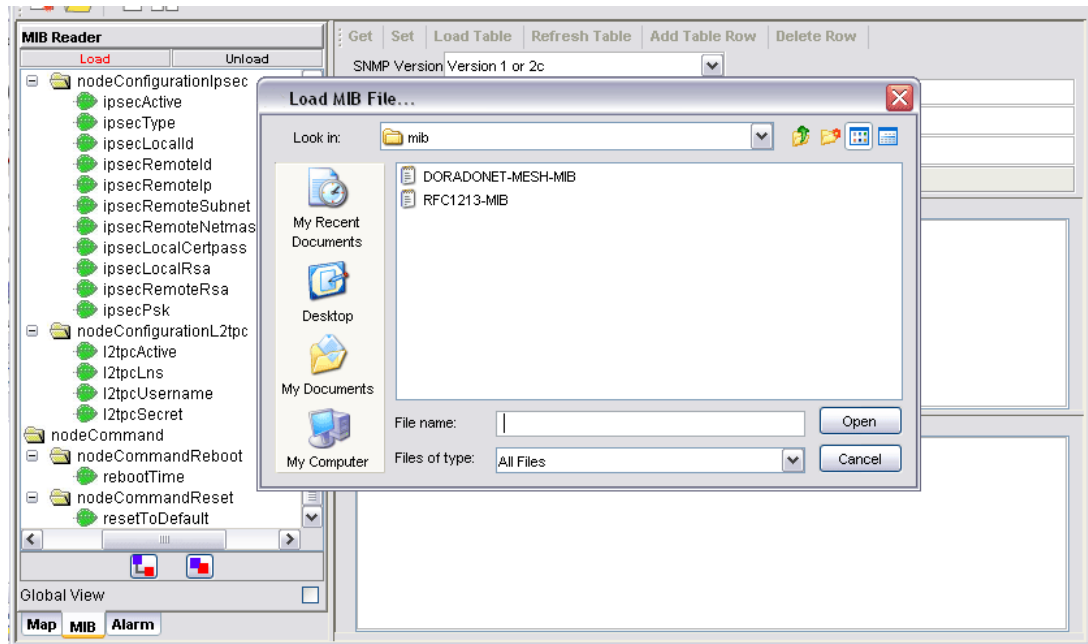 MIB Reader
Load Unload
nodeConfigurationIpsec
ipsecActive
ipsecType
ipsecLocalId
ipsecRemoteId
ipsecRemoteIp
ipsecRemoteSubnet
ipsecRemoteNetmas
ipsecLocalCertpass
ipsecLocalRsa
ipsecRemoteRsa
ipsecPsk
nodeConfigurationL2tpc
l2tpcActive
l2tpcLns
l2tpcUsername
l2tpcSecret
nodeCommand
nodeCommandReboot
rebootTime
nodeCommandReset
resetToDefault
Global View
Map MIB Alarm
Get Set Load Table Refresh Table Add Table Row Delete Row
SNMP Version Version 1 or 2c
Load MIB File...
Look in: mib
My Recent
Documents
Desktop
My Documents
My Computer
DORADONET-MESH-MIB
RFC1213-MIB
File name: Open
Files of type: All Files Cancel